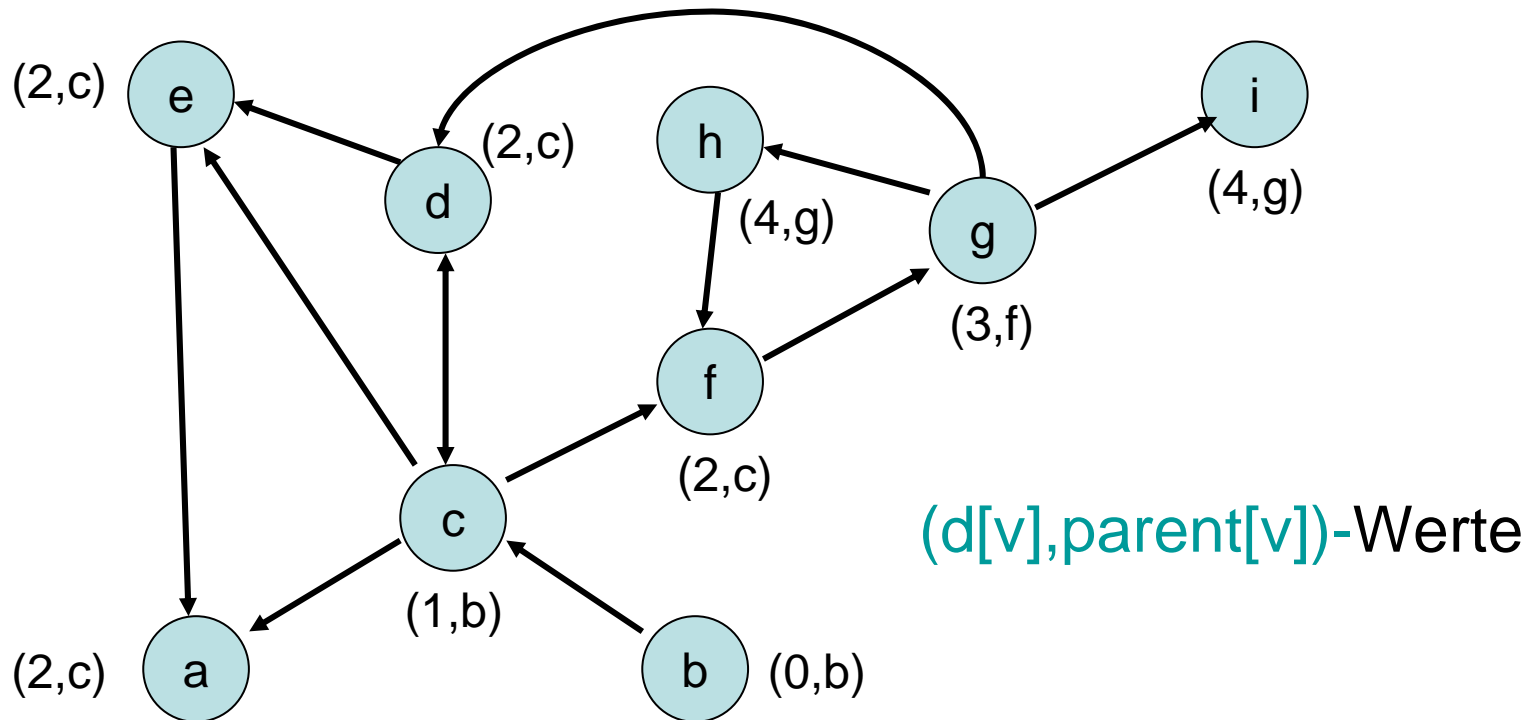 (2,c) e
(2,c)
d
h
(4,g)
i
(4,g)
g
(3,f)
f
(2,c)
c
(1,b)
(d[v],parent[v])-Werte
(2,c) a
b (0,b)